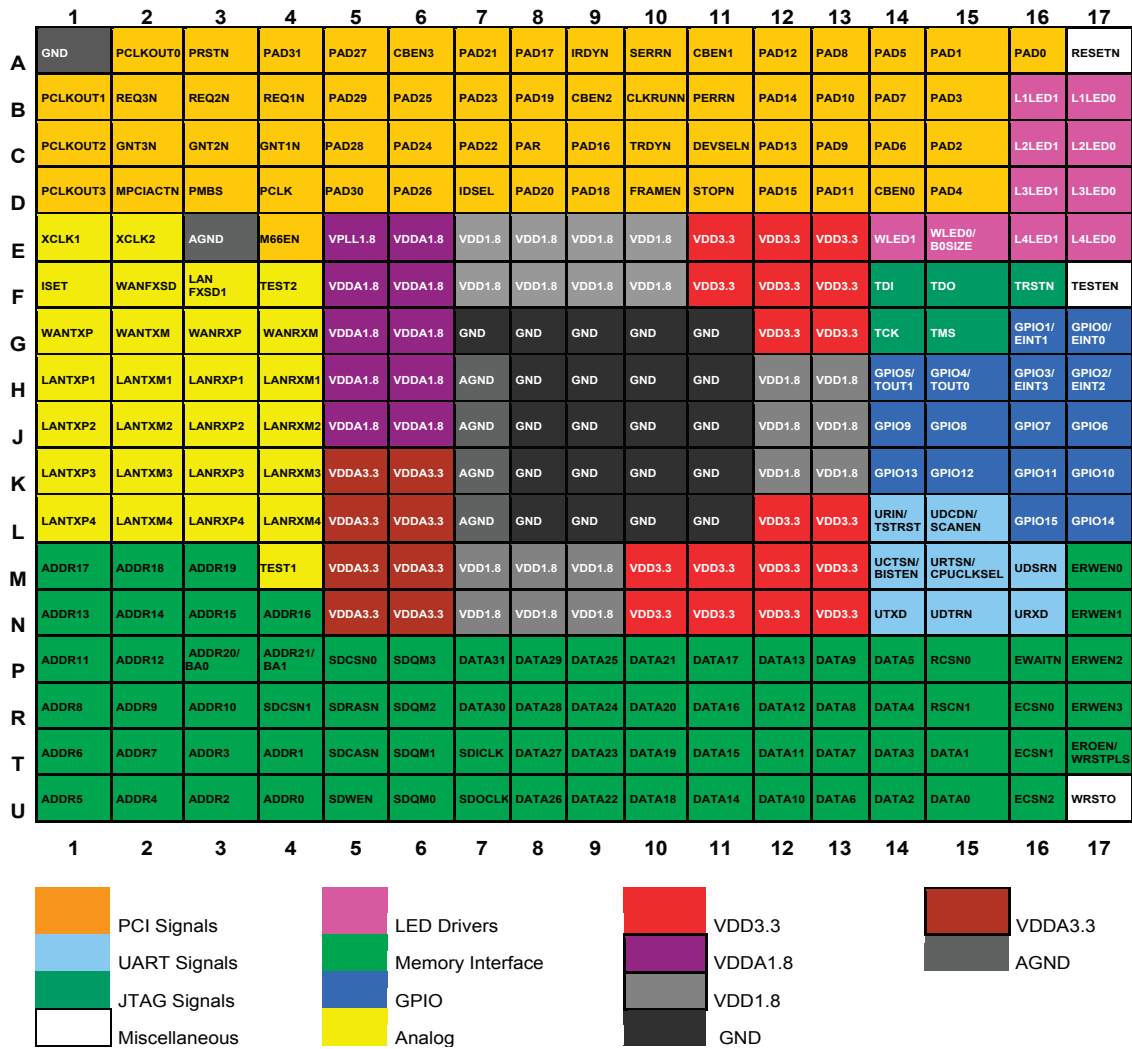 1 2 3 4 5 6 7 8 9 10 11 12 13 14 15 16 17
A GND PCLKOUT0 PRSTN PAD31 PAD27 CBEN3 PAD21 PAD17 IRDYN SERRN CBEN1 PAD12 PAD8 PAD5 PAD1 PAD0 RESETN
B PCLKOUT1 REQ3N REQ2N REQ1N PAD29 PAD25 PAD23 PAD19 CBEN2 CLKRUNN PERRN PAD14 PAD10 PAD7 PAD3 L1LED1 L1LED0
C PCLKOUT2 GNT3N GNT2N GNT1N PAD28 PAD24 PAD22 PAR PAD16 TRDYN DEVSELN PAD13 PAD9 PAD6 PAD2 L2LED1 L2LED0
D PCLKOUT3 MPCIACTN PMBS PCLK PAD30 PAD26 IDSEL PAD20 PAD18 FRAMEN STOPN PAD15 PAD11 CBEN0 PAD4 L3LED1 L3LED0
E XCLK1 XCLK2 AGND M66EN VPLL1.8 VDDA1.8 VDD1.8 VDD1.8 VDD1.8 VDD1.8 VDD3.3 VDD3.3 VDD3.3 WLED1 WLED0/ B0SIZE L4LED1 L4LED0
F ISET WANFXSD LAN FXSD1 TEST2 VDDA1.8 VDDA1.8 VDD1.8 VDD1.8 VDD1.8 VDD1.8 VDD3.3 VDD3.3 VDD3.3 TDI TDO TRSTN TESTEN
G WANTXP WANTXM WANRXP WANRXM VDDA1.8 VDDA1.8 GND GND GND GND GND VDD3.3 VDD3.3 TCK TMS GPIO1/ EINT1 GPIO0/ EINT0
H LANTXP1 LANTXM1 LANRXP1 LANRXM1 VDDA1.8 VDDA1.8 AGND GND GND GND GND VDD1.8 VDD1.8 GPIO5/ TOUT1 GPIO4/ TOUT0 GPIO3/ EINT3 GPIO2/ EINT2
J LANTXP2 LANTXM2 LANRXP2 LANRXM2 VDDA1.8 VDDA1.8 AGND GND GND GND GND VDD1.8 VDD1.8 GPIO9 GPIO8 GPIO7 GPIO6
K LANTXP3 LANTXM3 LANRXP3 LANRXM3 VDDA3.3 VDDA3.3 AGND GND GND GND GND VDD1.8 VDD1.8 GPIO13 GPIO12 GPIO11 GPIO10
L LANTXP4 LANTXM4 LANRXP4 LANRXM4 VDDA3.3 VDDA3.3 AGND GND GND GND GND VDD3.3 VDD3.3 URIN/ TSTRST UDCDN/ SCANEN GPIO15 GPIO14
M ADDR17 ADDR18 ADDR19 TEST1 VDDA3.3 VDDA3.3 VDD1.8 VDD1.8 VDD1.8 VDD3.3 VDD3.3 VDD3.3 VDD3.3 UCTSN/ BISTEN URTSN/ CPUCLKSEL UDSRN ERWEN0
N ADDR13 ADDR14 ADDR15 ADDR16 VDDA3.3 VDDA3.3 VDD1.8 VDD1.8 VDD1.8 VDD3.3 VDD3.3 VDD3.3 VDD3.3 UTXD UDTRN URXD ERWEN1
P ADDR11 ADDR12 ADDR20/ BA0 ADDR21/ BA1 SDCSN0 SDQM3 DATA31 DATA29 DATA25 DATA21 DATA17 DATA13 DATA9 DATA5 RCSN0 EWAITN ERWEN2
R ADDR8 ADDR9 ADDR10 SDCSN1 SDRASN SDQM2 DATA30 DATA28 DATA24 DATA20 DATA16 DATA12 DATA8 DATA4 RSCN1 ECSN0 ERWEN3
T ADDR6 ADDR7 ADDR3 ADDR1 SDCASN SDQM1 SDICLK DATA27 DATA23 DATA19 DATA15 DATA11 DATA7 DATA3 DATA1 ECSN1 EROEN/ WRSTPLS
U ADDR5 ADDR4 ADDR2 ADDR0 SDWEN SDQM0 SDOCLK DATA26 DATA22 DATA18 DATA14 DATA10 DATA6 DATA2 DATA0 ECSN2 WRSTO
1 2 3 4 5 6 7 8 9 10 11 12 13 14 15 16 17
PCI Signals LED Drivers VDD3.3 VDDA3.3
UART Signals Memory Interface VDDA1.8 AGND
JTAG Signals GPIO VDD1.8
Miscellaneous Analog GND